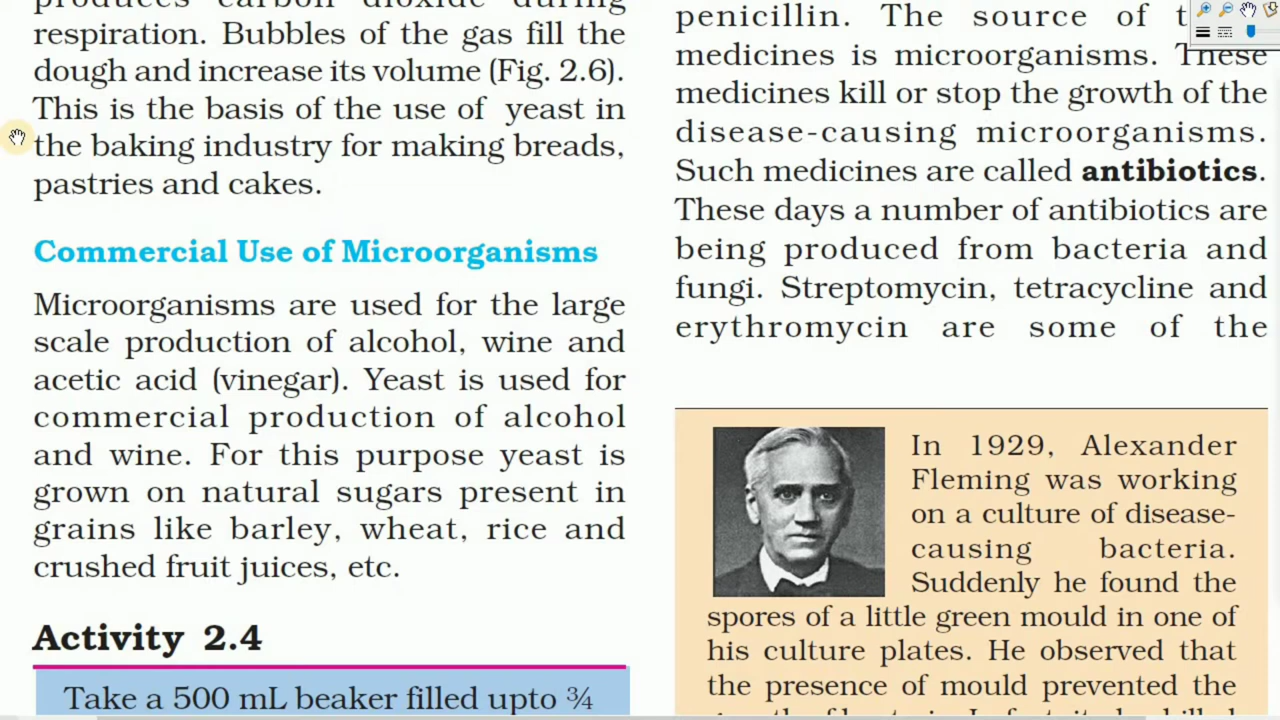 produces carbon dioxide during
respiration. Bubbles of the gas fill the
dough and increase its volume (Fig. 2.6).
This is the basis of the use of yeast in
the baking industry for making breads,
pastries and cakes.
Commercial Use of Microorganisms
Microorganisms are used for the large
scale production of alcohol, wine and
acetic acid (vinegar). Yeast is used for
commercial production of alcohol
and wine. For this purpose yeast is
grown on natural sugars present in
grains like barley, wheat, rice and
crushed fruit juices, etc.
Activity 2.4
Take a 500 mL beaker filled upto ¾
penicillin. The source of
medicines is microorganisms. These
medicines kill or stop the growth of the
disease-causing microorganisms.
Such medicines are called antibiotics.
These days a number of antibiotics are
being produced from bacteria and
fungi. Streptomycin, tetracycline and
erythromycin are some of the
In 1929, Alexander
Fleming was working
on a culture of disease-
causing bacteria.
Suddenly he found the
spores of a little green mould in one of
his culture plates. He observed that
the presence of mould prevented the